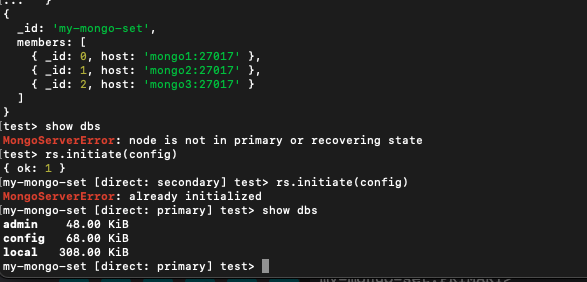 {
  _id: 'my-mongo-set',
  members: [
    { _id: 0, host: 'mongo1:27017' },
    { _id: 1, host: 'mongo2:27017' },
    { _id: 2, host: 'mongo3:27017' }
  ]
}
[test> show dbs
MongoServerError: node is not in primary or recovering state
[test> rs.initiate(config)
{ ok: 1 }
[my-mongo-set [direct: secondary] test> rs.initiate(config)
MongoServerError: already initialized
[my-mongo-set [direct: primary] test> show dbs
admin    48.00 KiB
config   68.00 KiB
local   308.00 KiB
my-mongo-set [direct: primary] test>